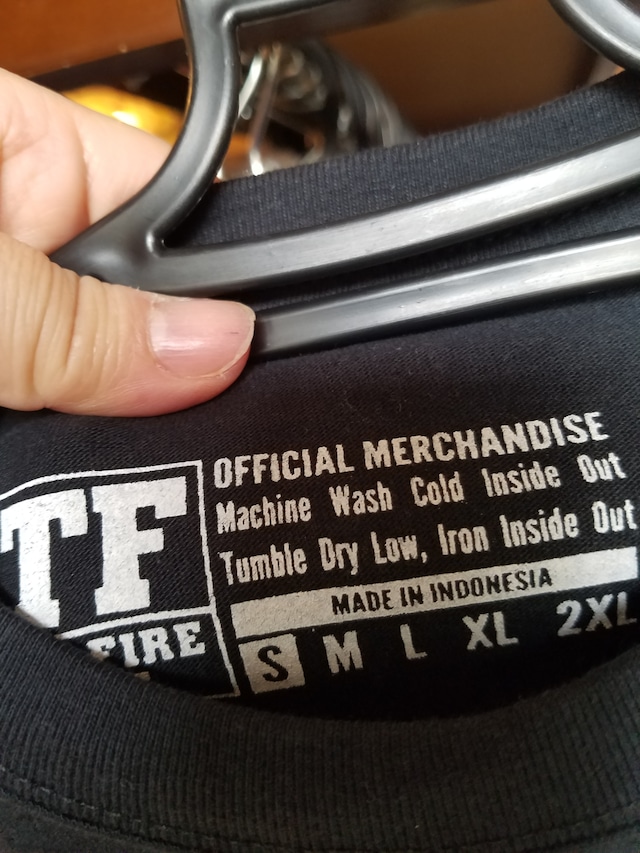 TF
FIRE
OFFICIAL MERCHANDISE
Machine Wash Cold Inside Out
Tumble Dry Low, Iron Inside Out
MADE IN INDONESIA
S M L XL 2XL